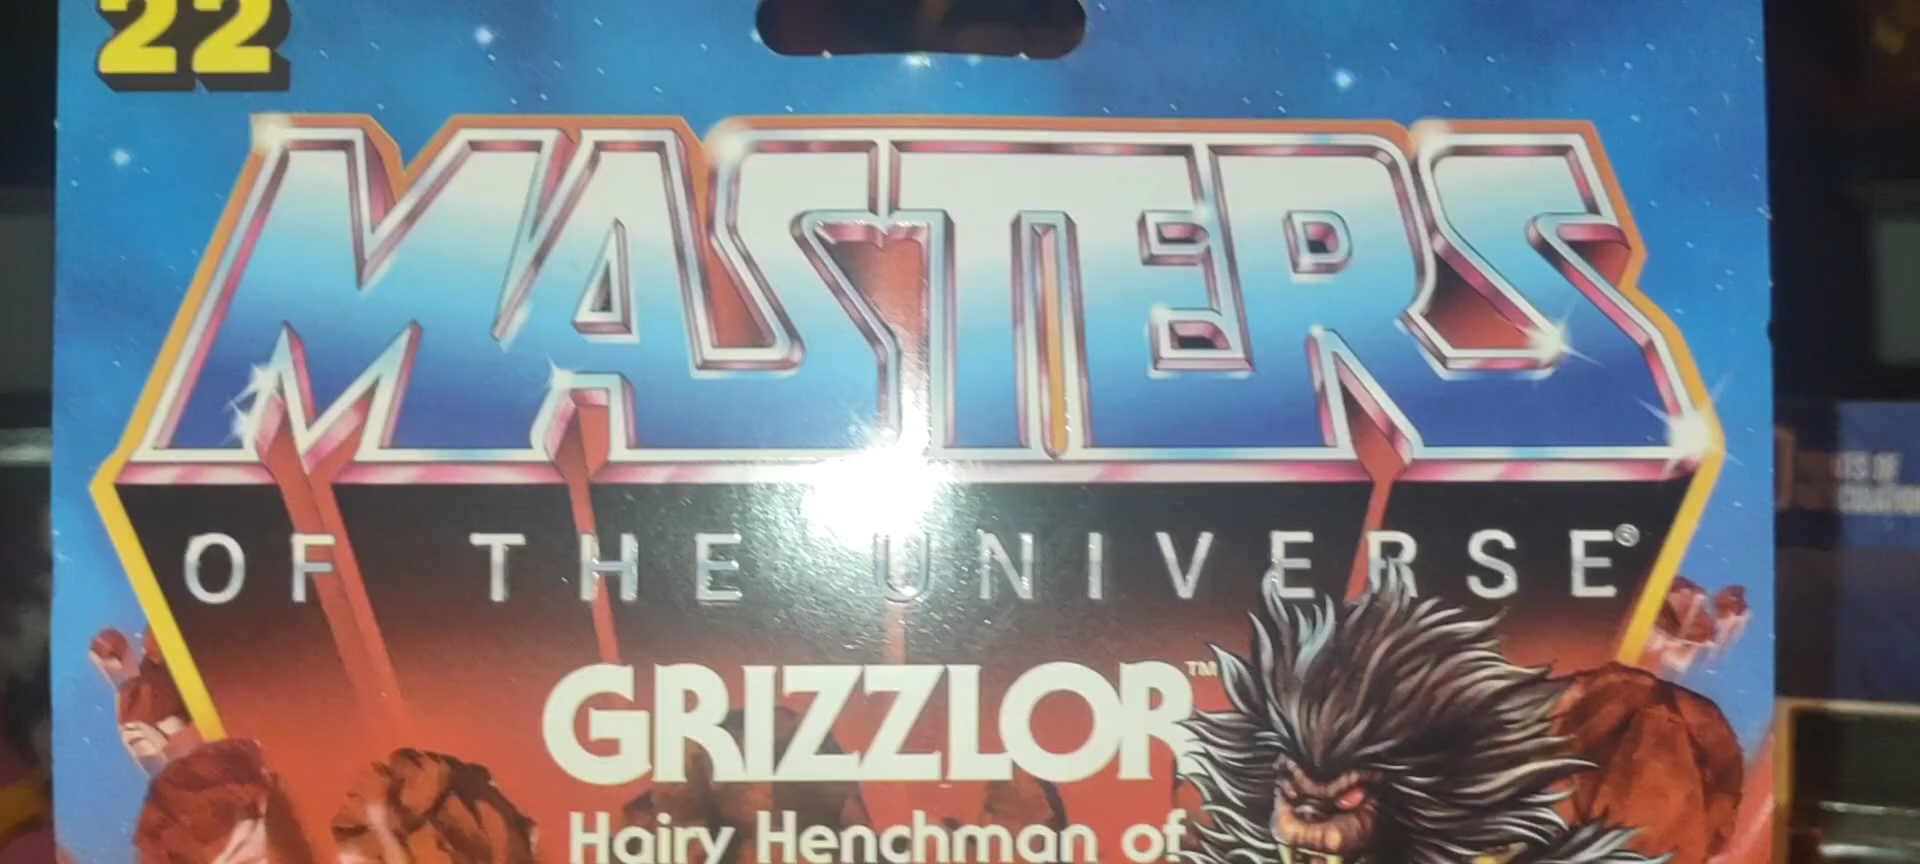 22
MASTERS
OF THE UNIVERSE®
GRIZZLOR™
Hairy Henchman of